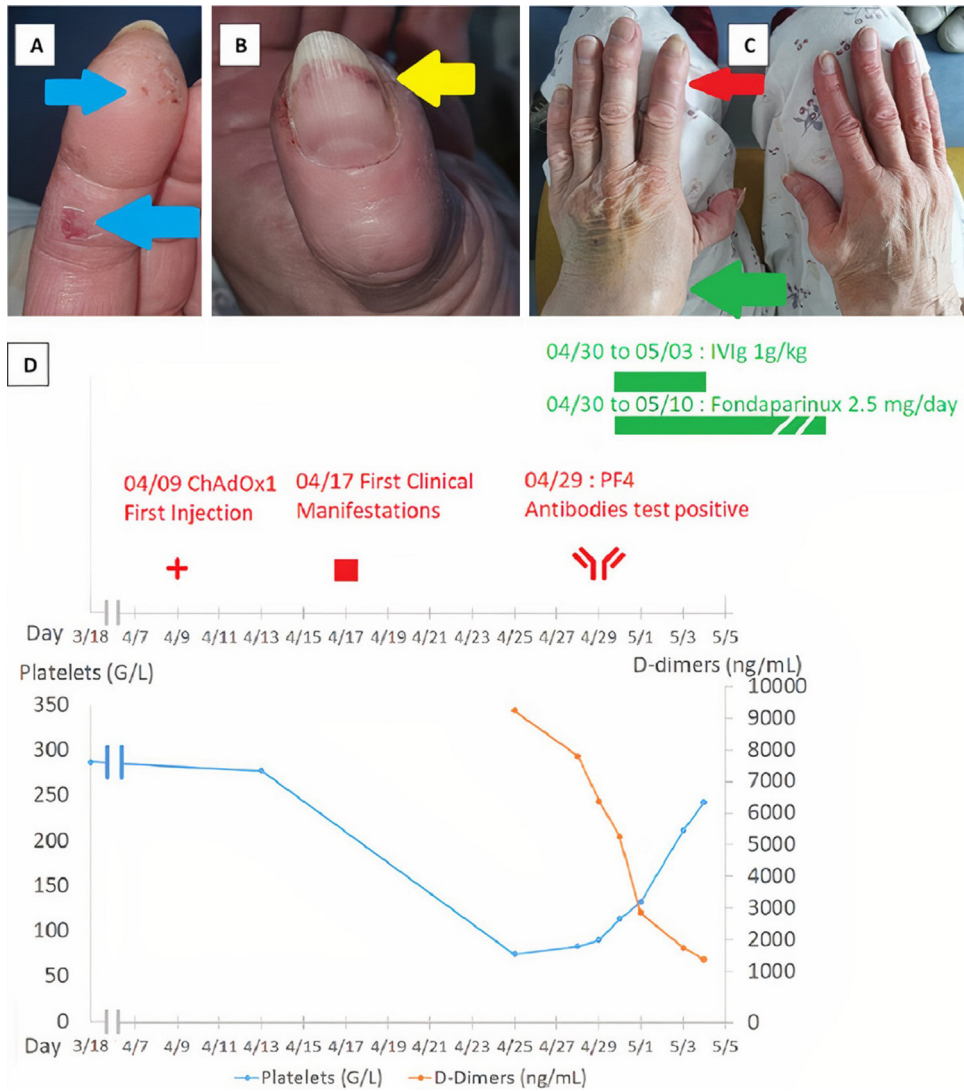 A
B
C
D
04/30 to 05/03 : IVIg 1g/kg
04/30 to 05/10 : Fondaparinux 2.5 mg/day
04/09 ChAdOx1
First Injection
04/17 First Clinical
Manifestations
04/29 : PF4
Antibodies test positive
Day 3/18 4/7 4/9 4/11 4/13 4/15 4/17 4/19 4/21 4/23 4/25 4/27 4/29 5/1 5/3 5/5
Platelets (G/L)
D-dimers (ng/mL)
350
300
250
200
150
100
50
0
10000
9000
8000
7000
6000
5000
4000
3000
2000
1000
0
Day 3/18 4/7 4/9 4/11 4/13 4/15 4/17 4/19 4/21 4/23 4/25 4/27 4/29 5/1 5/3 5/5
Platelets (G/L) D-Dimers (ng/mL)